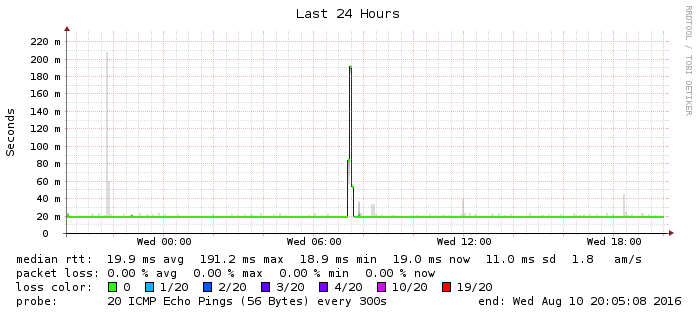 Last 24 Hours
RRDTOOL / TOBI OETIKER
Seconds
220 m
200 m
180 m
160 m
140 m
120 m
100 m
80 m
60 m
40 m
20 m
0
Wed 00:00 Wed 06:00 Wed 12:00 Wed 18:00
median rtt: 19.9 ms avg 191.2 ms max 18.9 ms min 19.0 ms now 11.0 ms sd 1.8 am/s
packet loss: 0.00 % avg 0.00 % max 0.00 % min 0.00 % now
loss color: 0 1/20 2/20 3/20 4/20 10/20 19/20
probe: 20 ICMP Echo Pings (56 Bytes) every 300s end: Wed Aug 10 20:05:08 2016